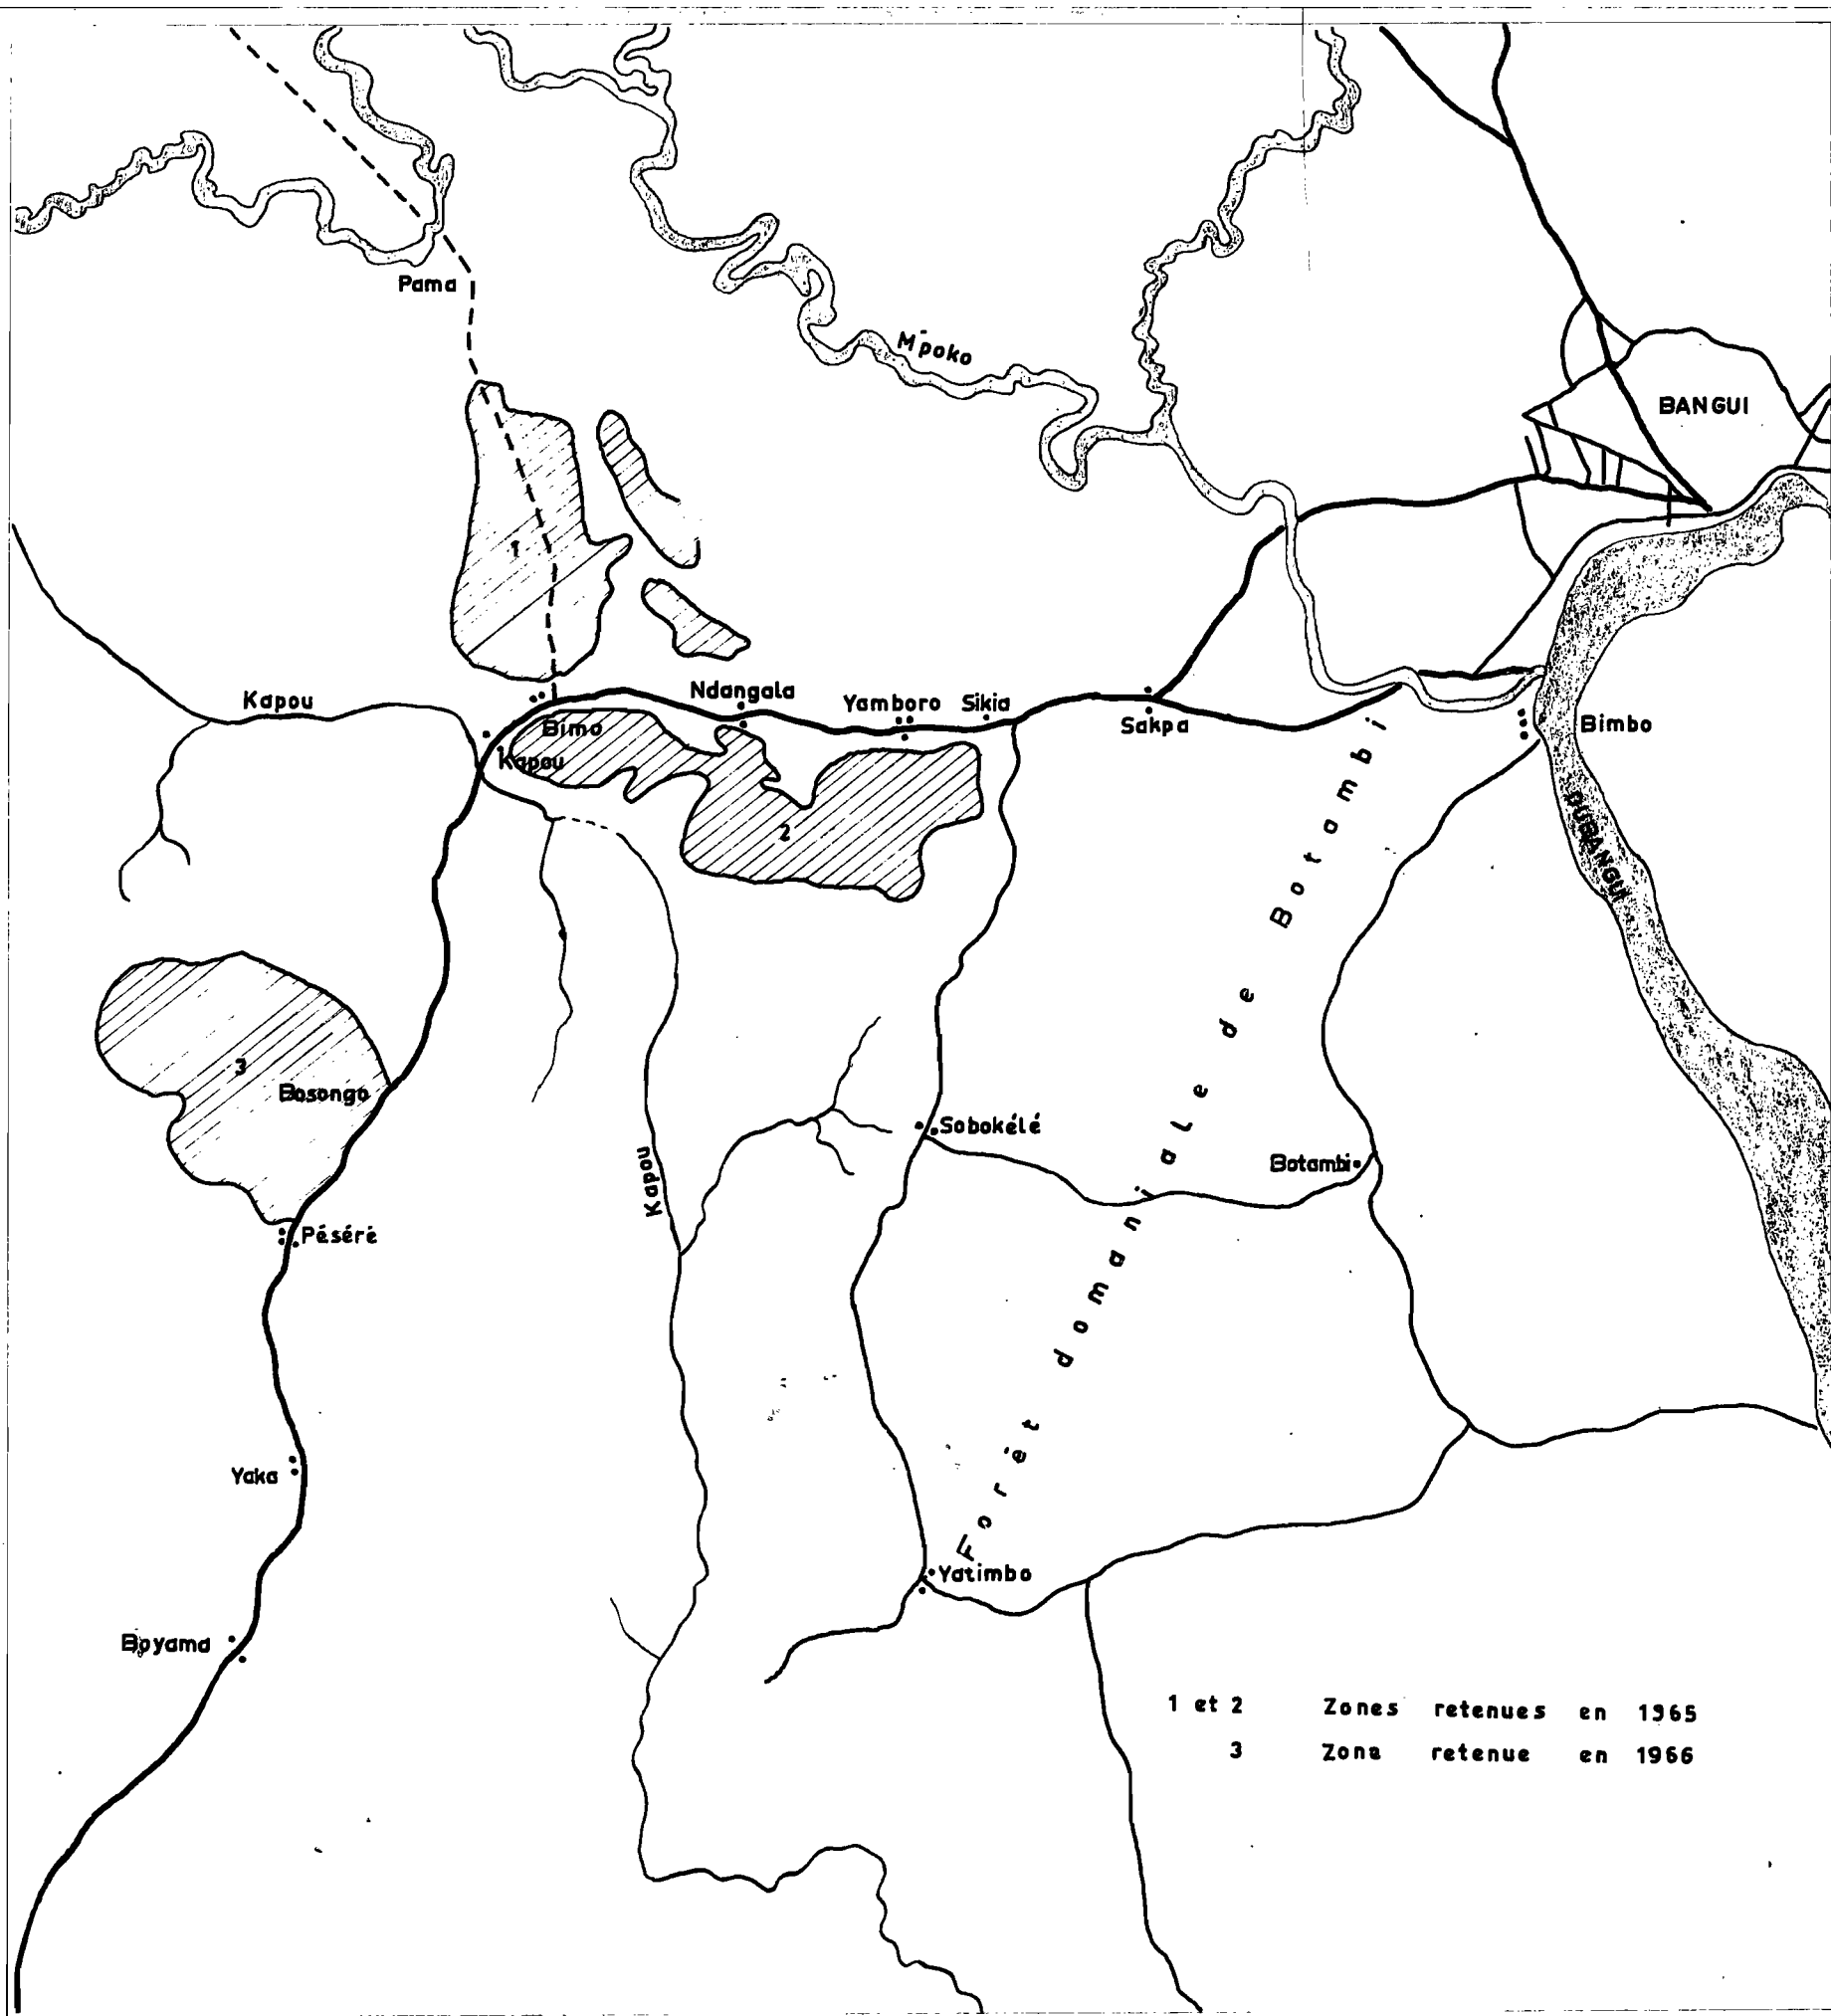 Pama
M'poko
BANGUI
Kapou
Ndangala
Yamboro
Sikia
Sakpa
Bimbo
Bimo
Kapou
OUBANGUI
1
2
3
Bosongo
Kapou
Sobokélé
Botambi
Péséré
Forét domaniale de Botambi
Yaka
Yatimbo
Boyama
1 et 2 Zones retenues en 1965
3 Zone retenue en 1966